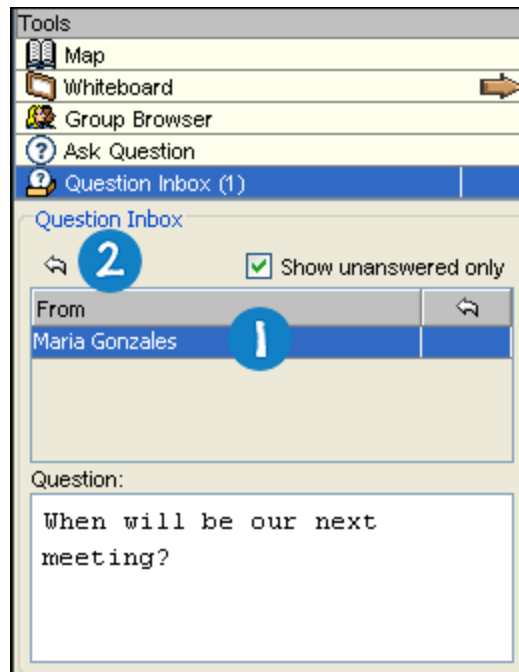 Tools
Map
Whiteboard
Group Browser
Ask Question
Question Inbox (1)
Question Inbox
2 Show unanswered only
From
Maria Gonzales 1
Question:
When will be our next
meeting?